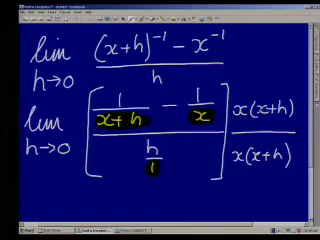 lim h→0 ((x+h)⁻¹ − x⁻¹) / h
lim h→0 [ (1/(x+h) − 1/x) / (h/1) ] x(x+h) / x(x+h)